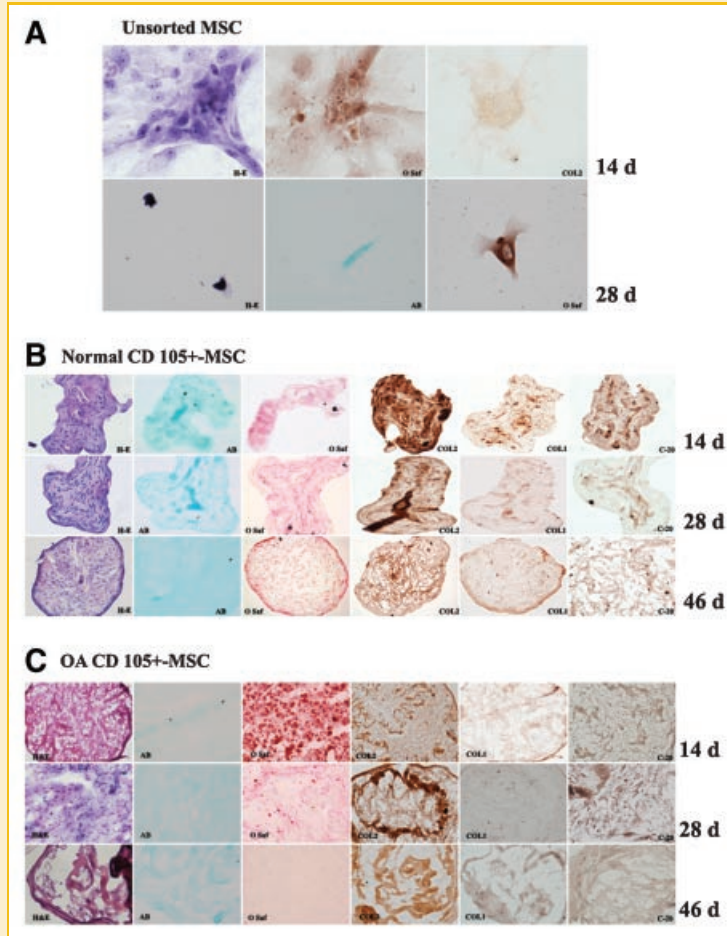 A
Unsorted MSC
H-E
O Saf
COL2
14 d
H-E
AB
O Saf
28 d
B Normal CD 105+-MSC
H-E
AB
O Saf
COL2
COL1
C-20
14 d
H-E
AB
O Saf
COL2
COL1
C-20
28 d
H-E
AB
O Saf
COL2
COL1
C-20
46 d
C OA CD 105+-MSC
H&E
AB
O Saf
COL2
COL1
C-20
14 d
H&E
AB
O Saf
COL2
COL1
C-20
28 d
H&E
AB
O Saf
COL2
COL1
C-20
46 d